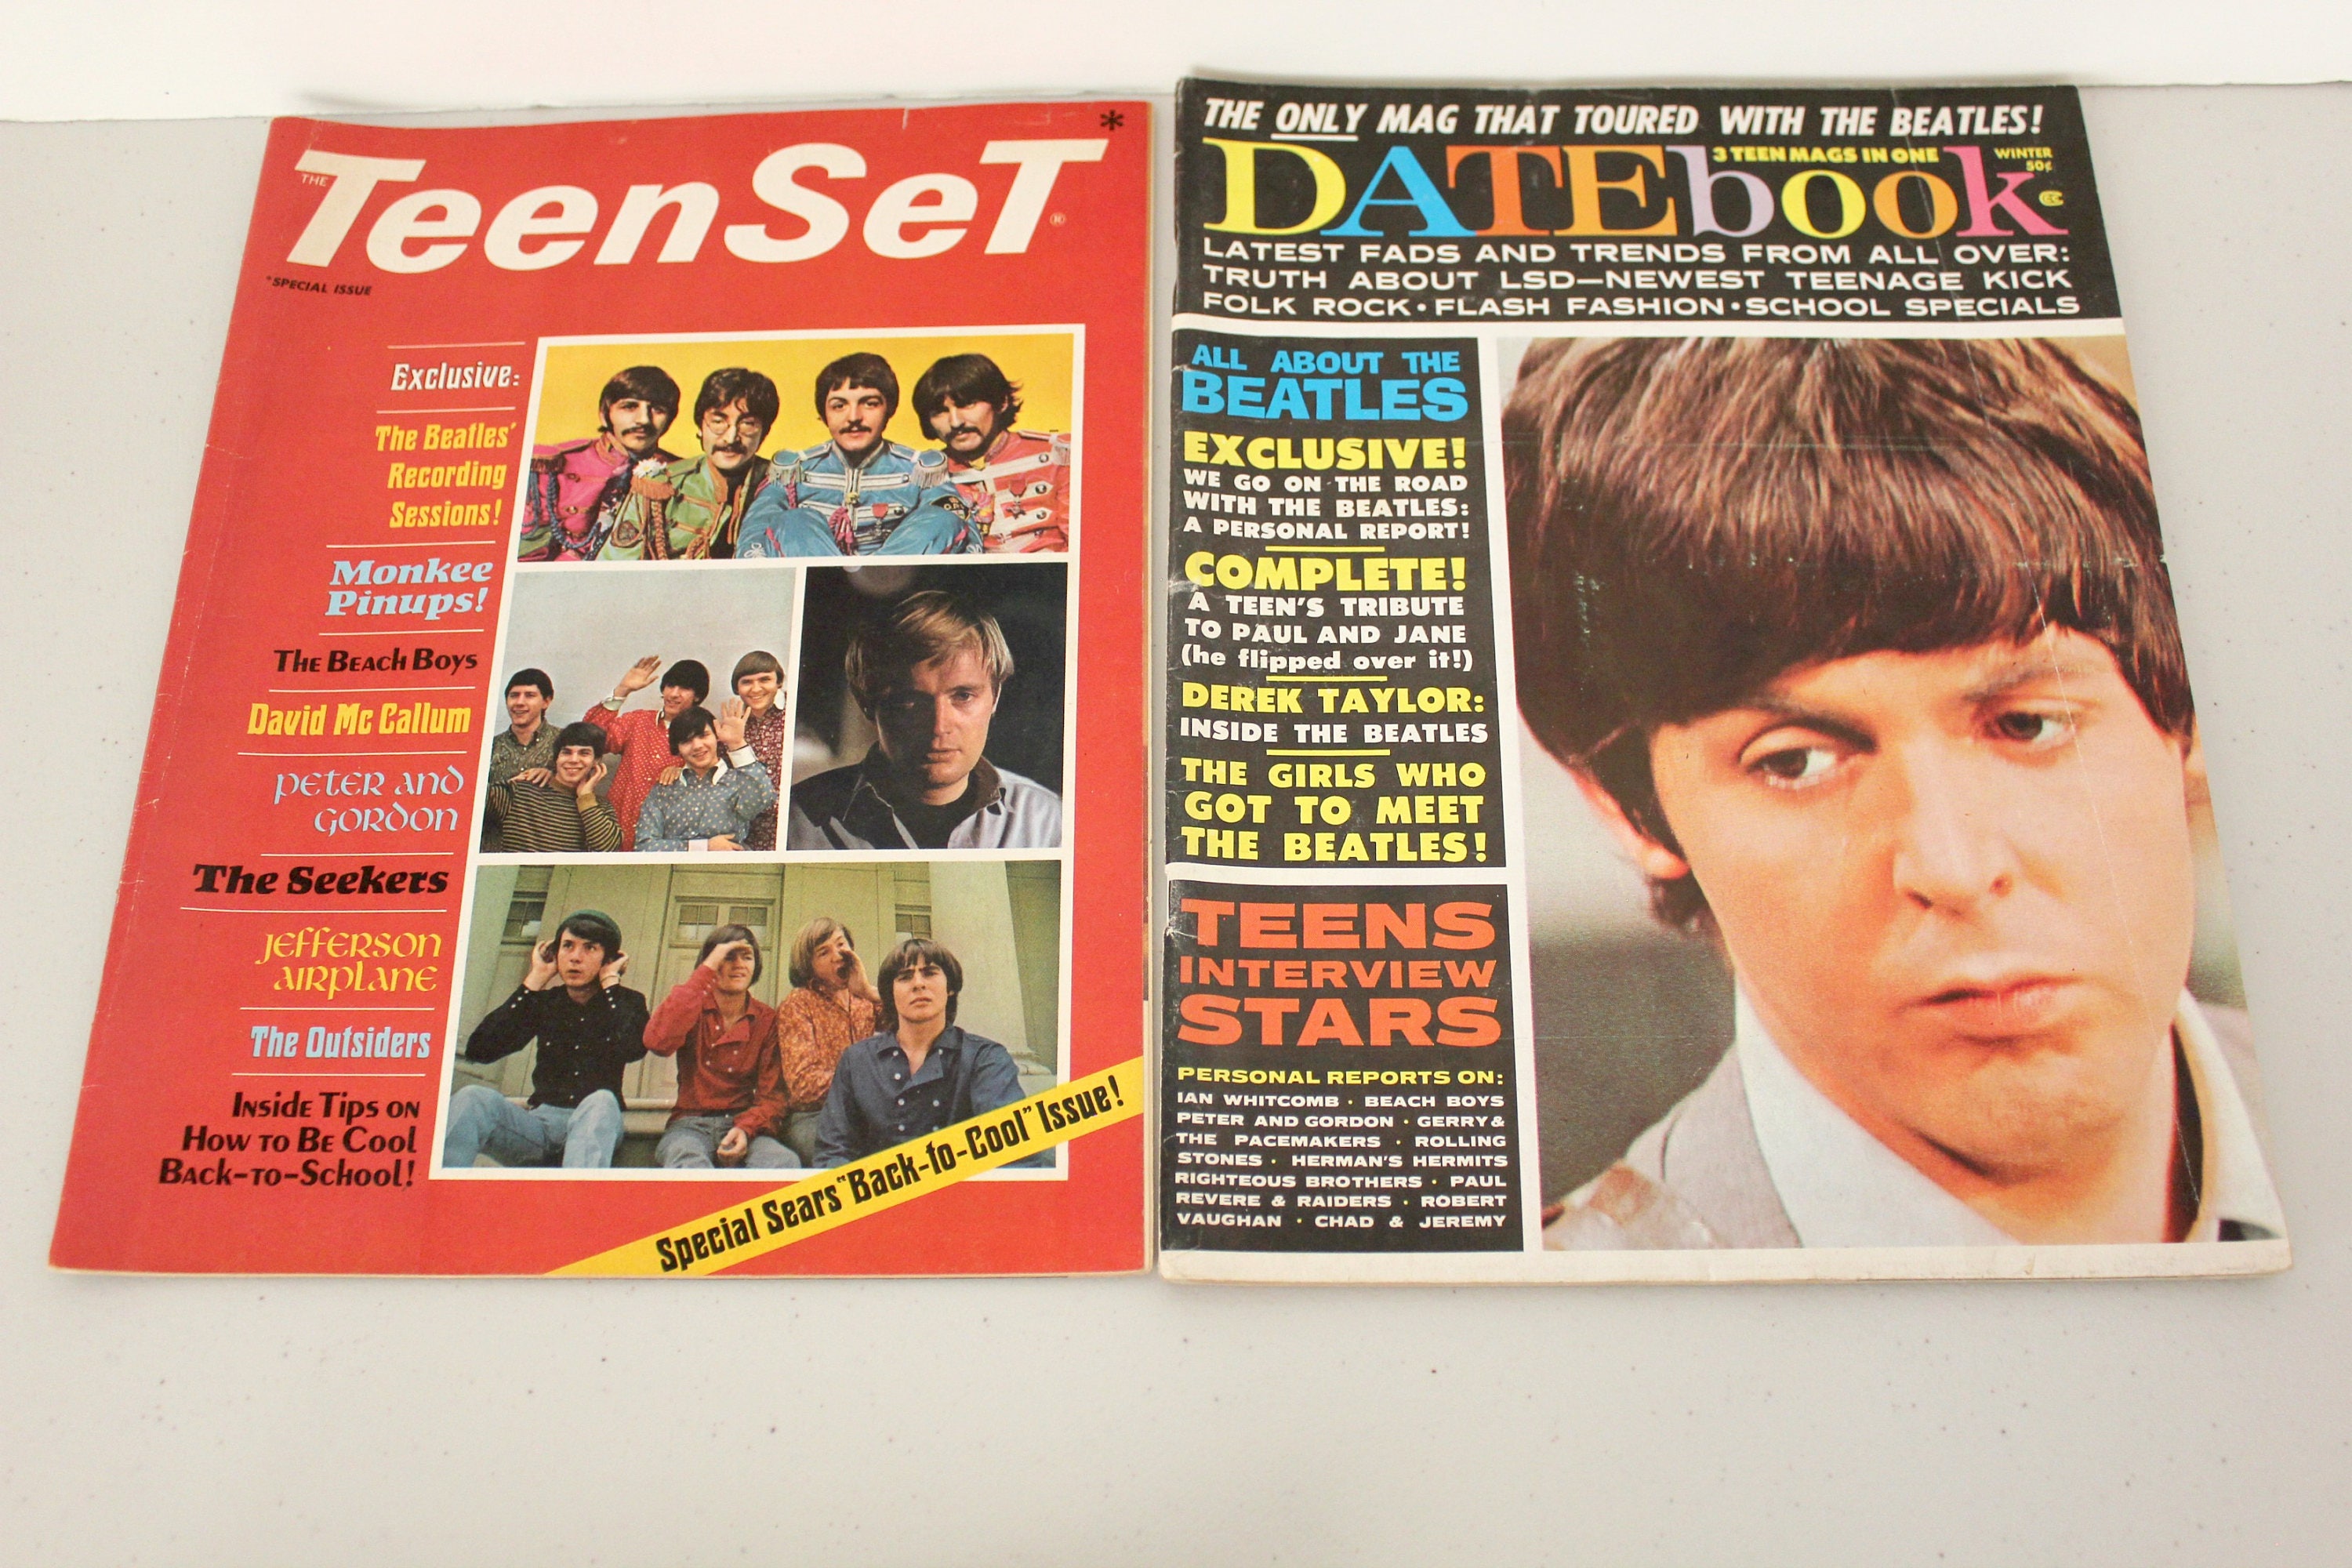 *
THE TeenSeT ®
*SPECIAL ISSUE
Exclusive:
The Beatles'
Recording
Sessions!
Monkee
Pinups!
The Beach Boys
David Mc Callum
Peter and
Gordon
The Seekers
Jefferson
Airplane
The Outsiders
Inside Tips on
How to Be Cool
Back-to-School!
Special Sears "Back-to-Cool" Issue!
THE ONLY MAG THAT TOURED WITH THE BEATLES!
3 TEEN MAGS IN ONE
WINTER
50¢
DATEbook
CC
LATEST FADS AND TRENDS FROM ALL OVER:
TRUTH ABOUT LSD—NEWEST TEENAGE KICK
FOLK ROCK • FLASH FASHION • SCHOOL SPECIALS
ALL ABOUT THE
BEATLES
EXCLUSIVE!
WE GO ON THE ROAD
WITH THE BEATLES:
A PERSONAL REPORT!
COMPLETE!
A TEEN'S TRIBUTE
TO PAUL AND JANE
(he flipped over it!)
DEREK TAYLOR:
INSIDE THE BEATLES
THE GIRLS WHO
GOT TO MEET
THE BEATLES!
TEENS
INTERVIEW
STARS
PERSONAL REPORTS ON:
IAN WHITCOMB • BEACH BOYS
PETER AND GORDON • GERRY &
THE PACEMAKERS • ROLLING
STONES • HERMAN'S HERMITS
RIGHTEOUS BROTHERS • PAUL
REVERE & RAIDERS • ROBERT
VAUGHAN • CHAD & JEREMY